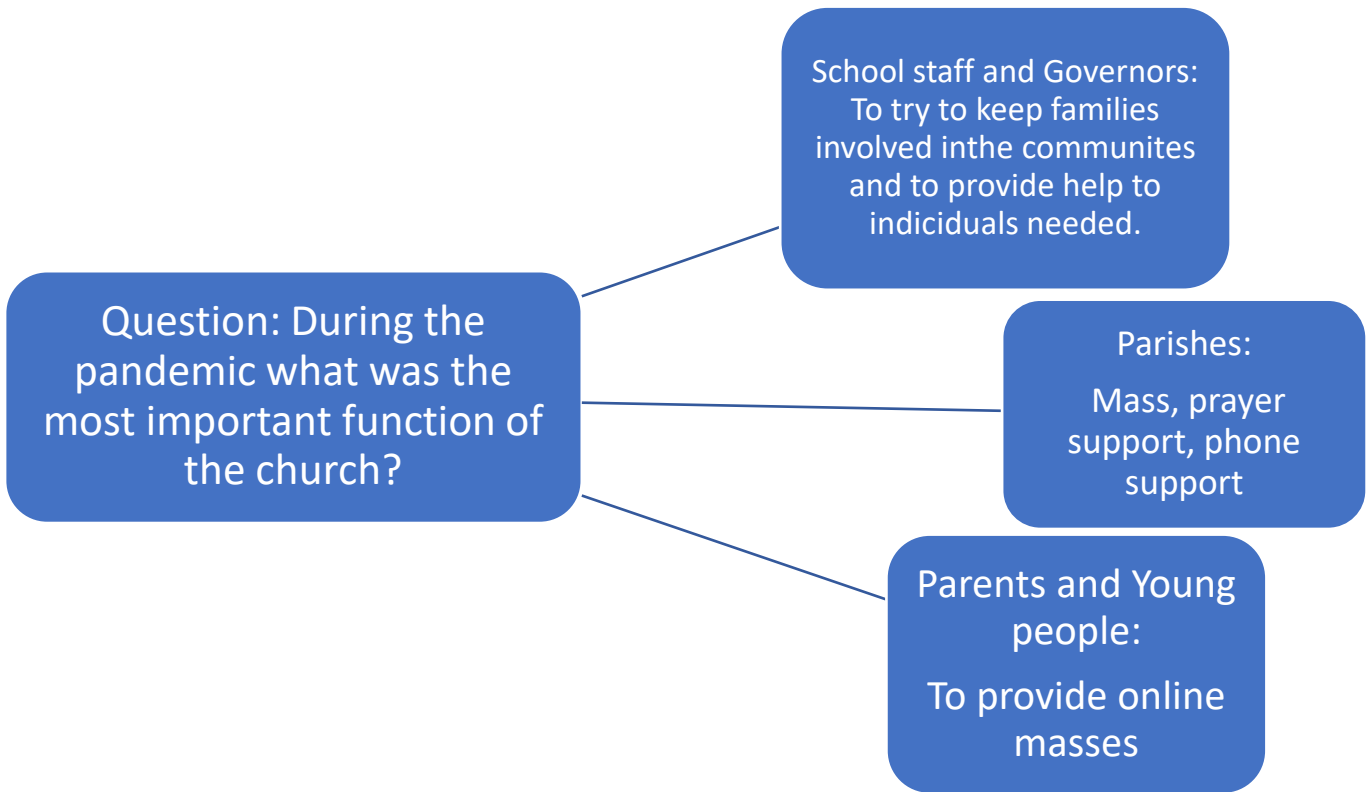 Question: During the
pandemic what was the
most important function of
the church?
School staff and Governors:
To try to keep families
involved inthe communites
and to provide help to
indiciduals needed.
Parishes:
Mass, prayer
support, phone
support
Parents and Young
people:
To provide online
masses